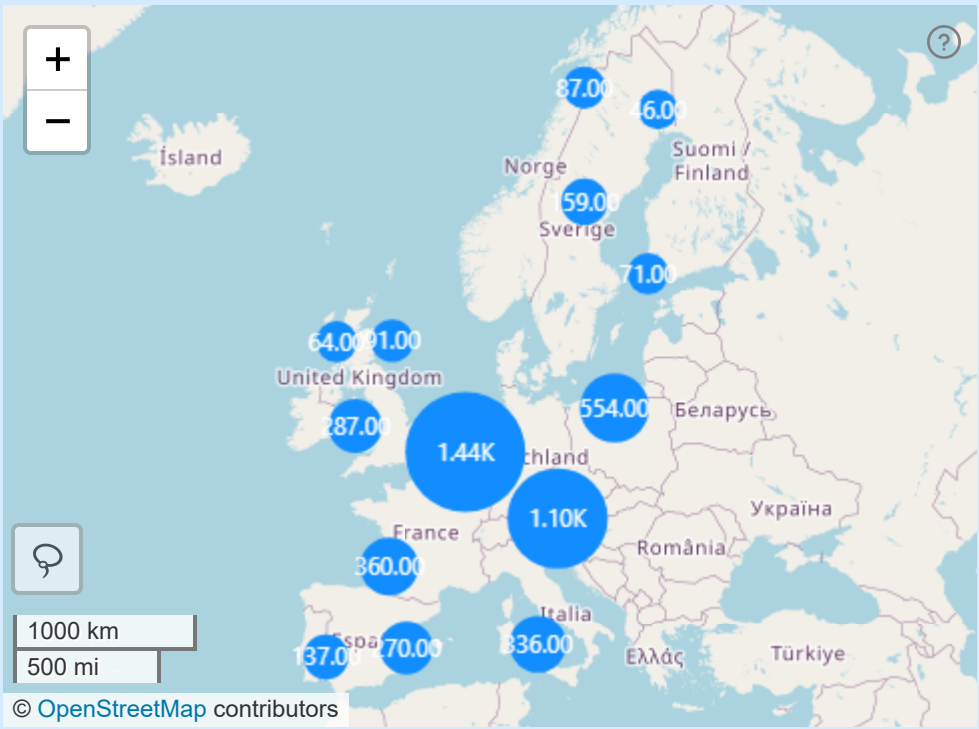 +
−
?
87.00
46.00
Ísland
Suomi /
Finland
Norge
159.00
Sverige
71.00
64.00
91.00
United Kingdom
554.00
Беларусь
287.00
1.44K
chland
1.10K
Україна
France
România
360.00
Italia
Espa
270.00
336.00
137.00
Ελλάς
Türkiye
1000 km
500 mi
© OpenStreetMap contributors